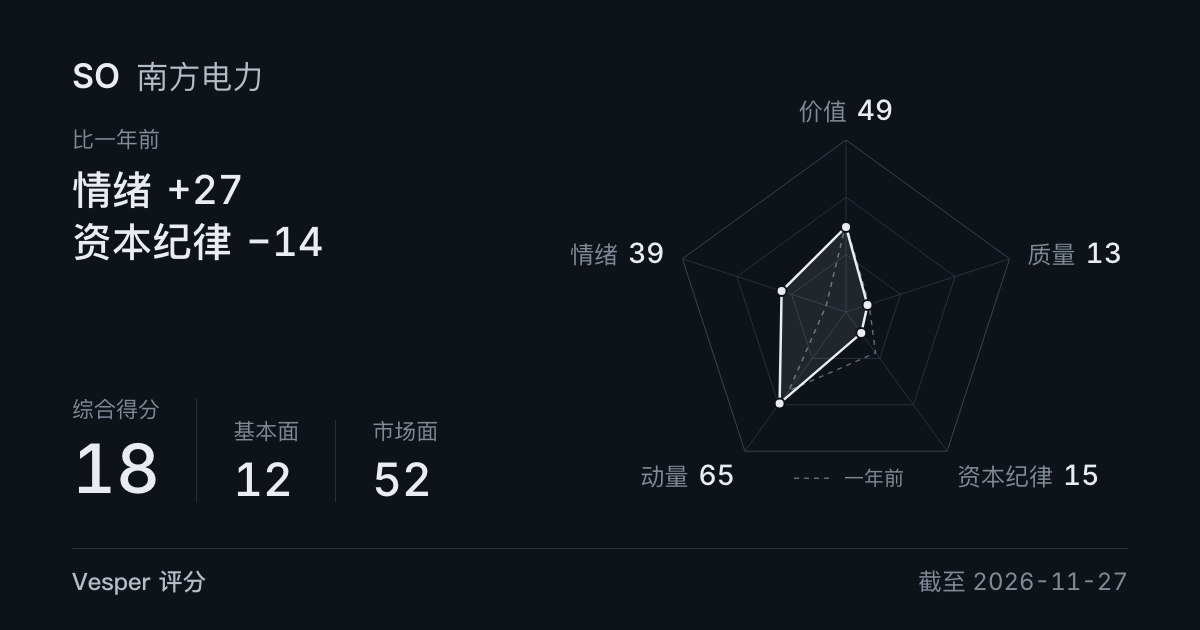 SO 南方电力
比一年前
情绪 +27
资本纪律 −14
综合得分
18
基本面
12
市场面
52
价值 49
质量 13
情绪 39
动量 65
一年前
资本纪律 15
Vesper 评分
截至 2026-11-27